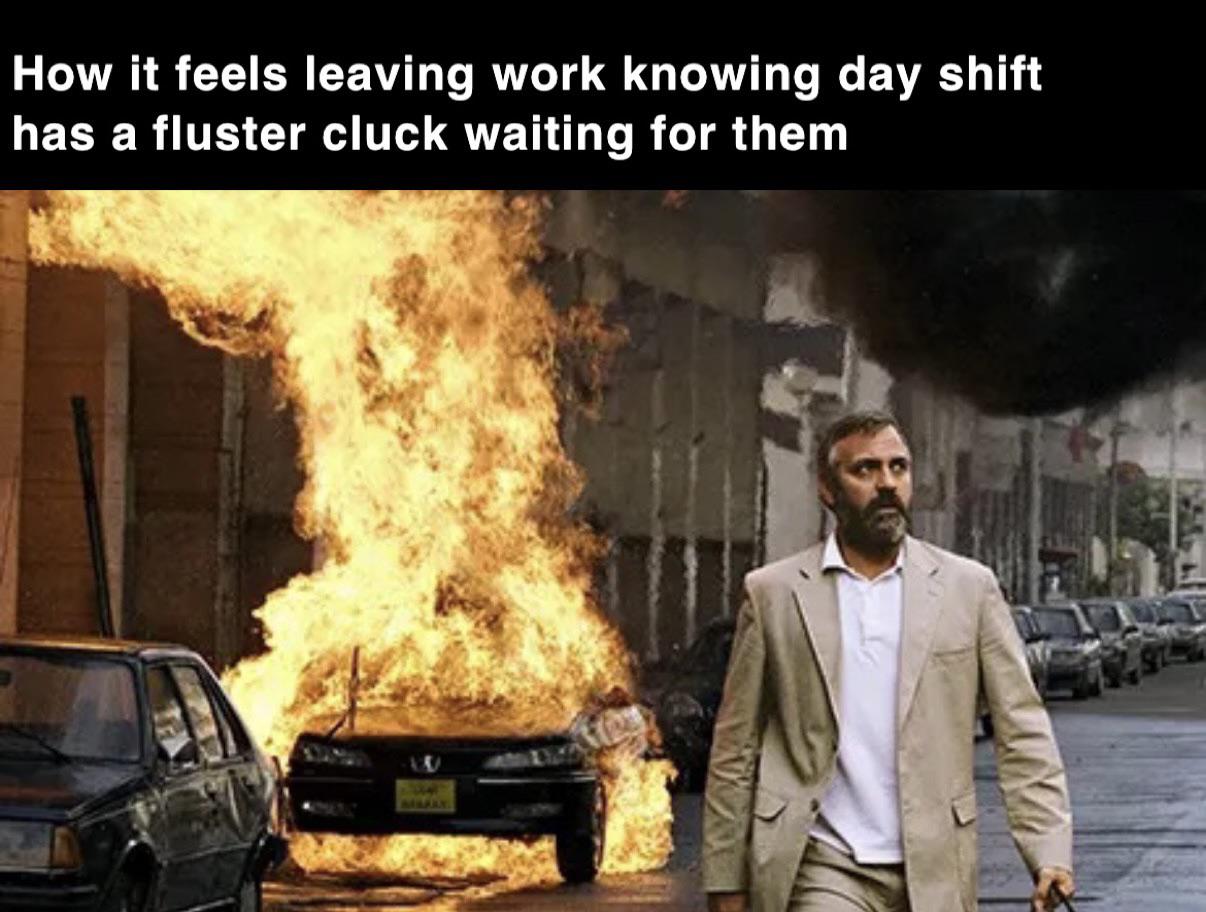 How it feels leaving work knowing day shift
has a fluster cluck waiting for them